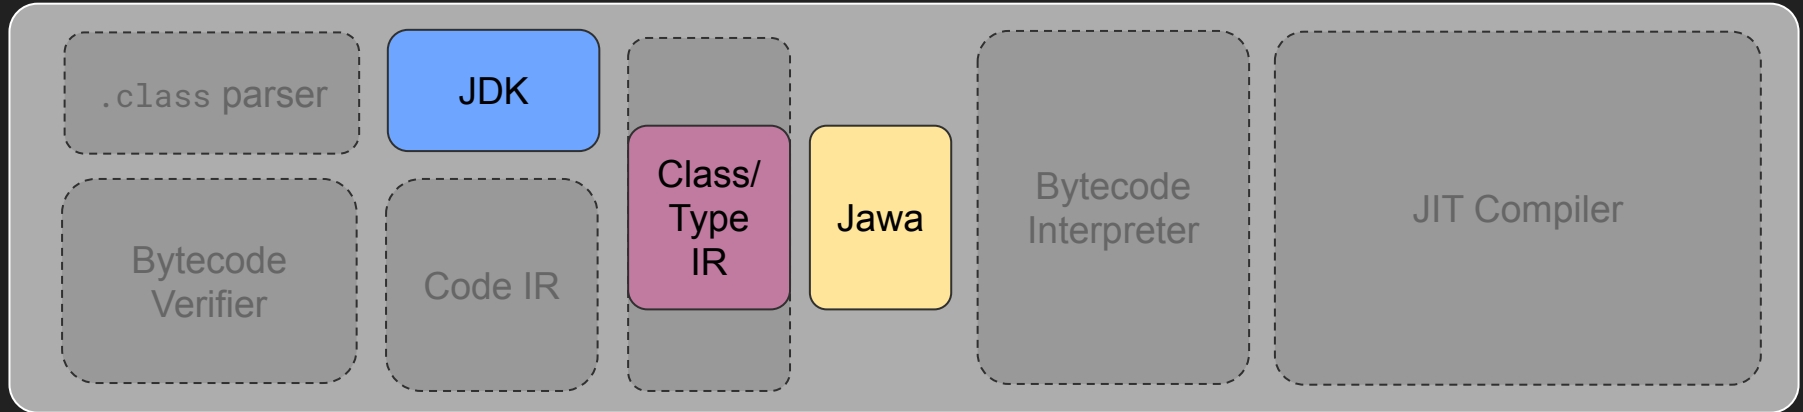 .class parser
JDK
Class/
Type
IR
Jawa
Bytecode
Interpreter
JIT Compiler
Bytecode
Verifier
Code IR